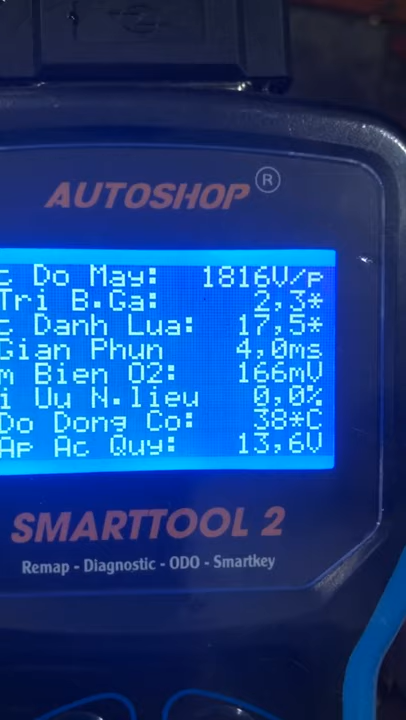 AUTOSHOP®
c Do May: 1816V/p
Tri B.Ga: 2,3*
c Danh Lua: 17,5*
Gian Phun 4,0ms
m Bien O2: 166mV
i Uu N.lieu 0,0%
Do Dong Co: 38*C
Ap Ac Quy: 13,6V
SMARTTOOL 2
Remap - Diagnostic - ODO - Smartkey